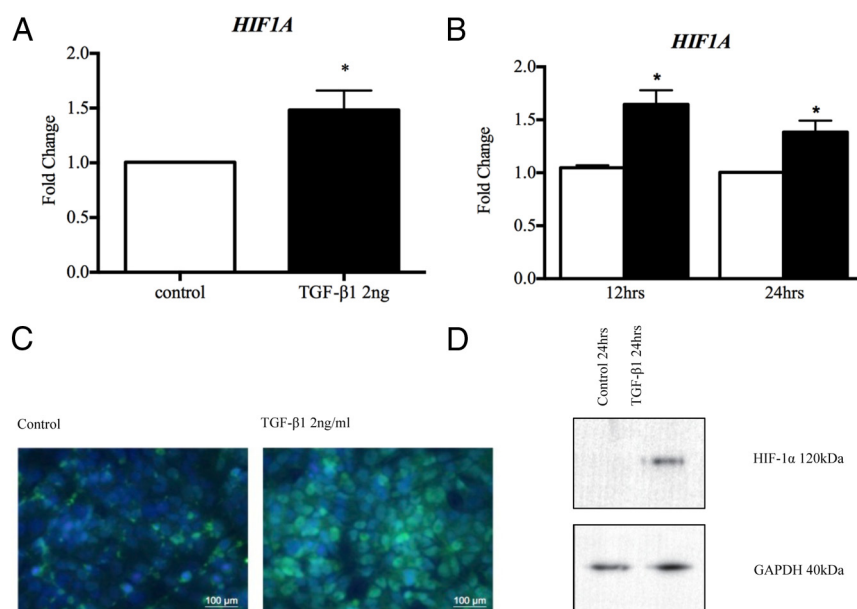 A
HIF1A
Fold Change
2.0
1.5
1.0
0.5
0.0
*
control
TGF-β1 2ng
B
HIF1A
Fold Change
2.0
1.5
1.0
0.5
0.0
*
*
12hrs
24hrs
C
Control
TGF-β1 2ng/ml
100 µm
100 µm
D
Control 24hrs
TGF-β1 24hrs
HIF-1α 120kDa
GAPDH 40kDa